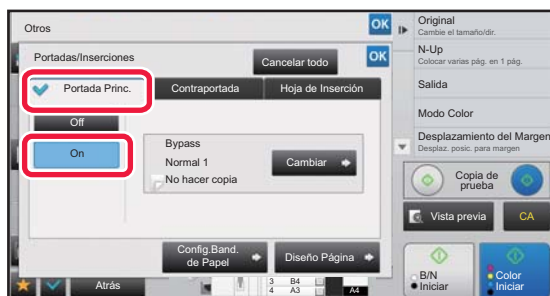 Otros
OK
Portadas/Inserciones
Cancelar todo
OK
Portada Princ.
Contraportada
Hoja de Inserción
Off
On
Bypass
Normal 1
No hacer copia
Cambiar
Config.Band.
de Papel
Diseño Página
Atrás
3 B4
4 A3
A4
Original
Cambie el tamaño/dir.
N-Up
Colocar varias pág. en 1 pág.
Salida
Modo Color
Desplazamiento del Margen
Desplaz. posic. para margen
Copia de
prueba
Vista previa
CA
B/N
Iniciar
Color
Iniciar